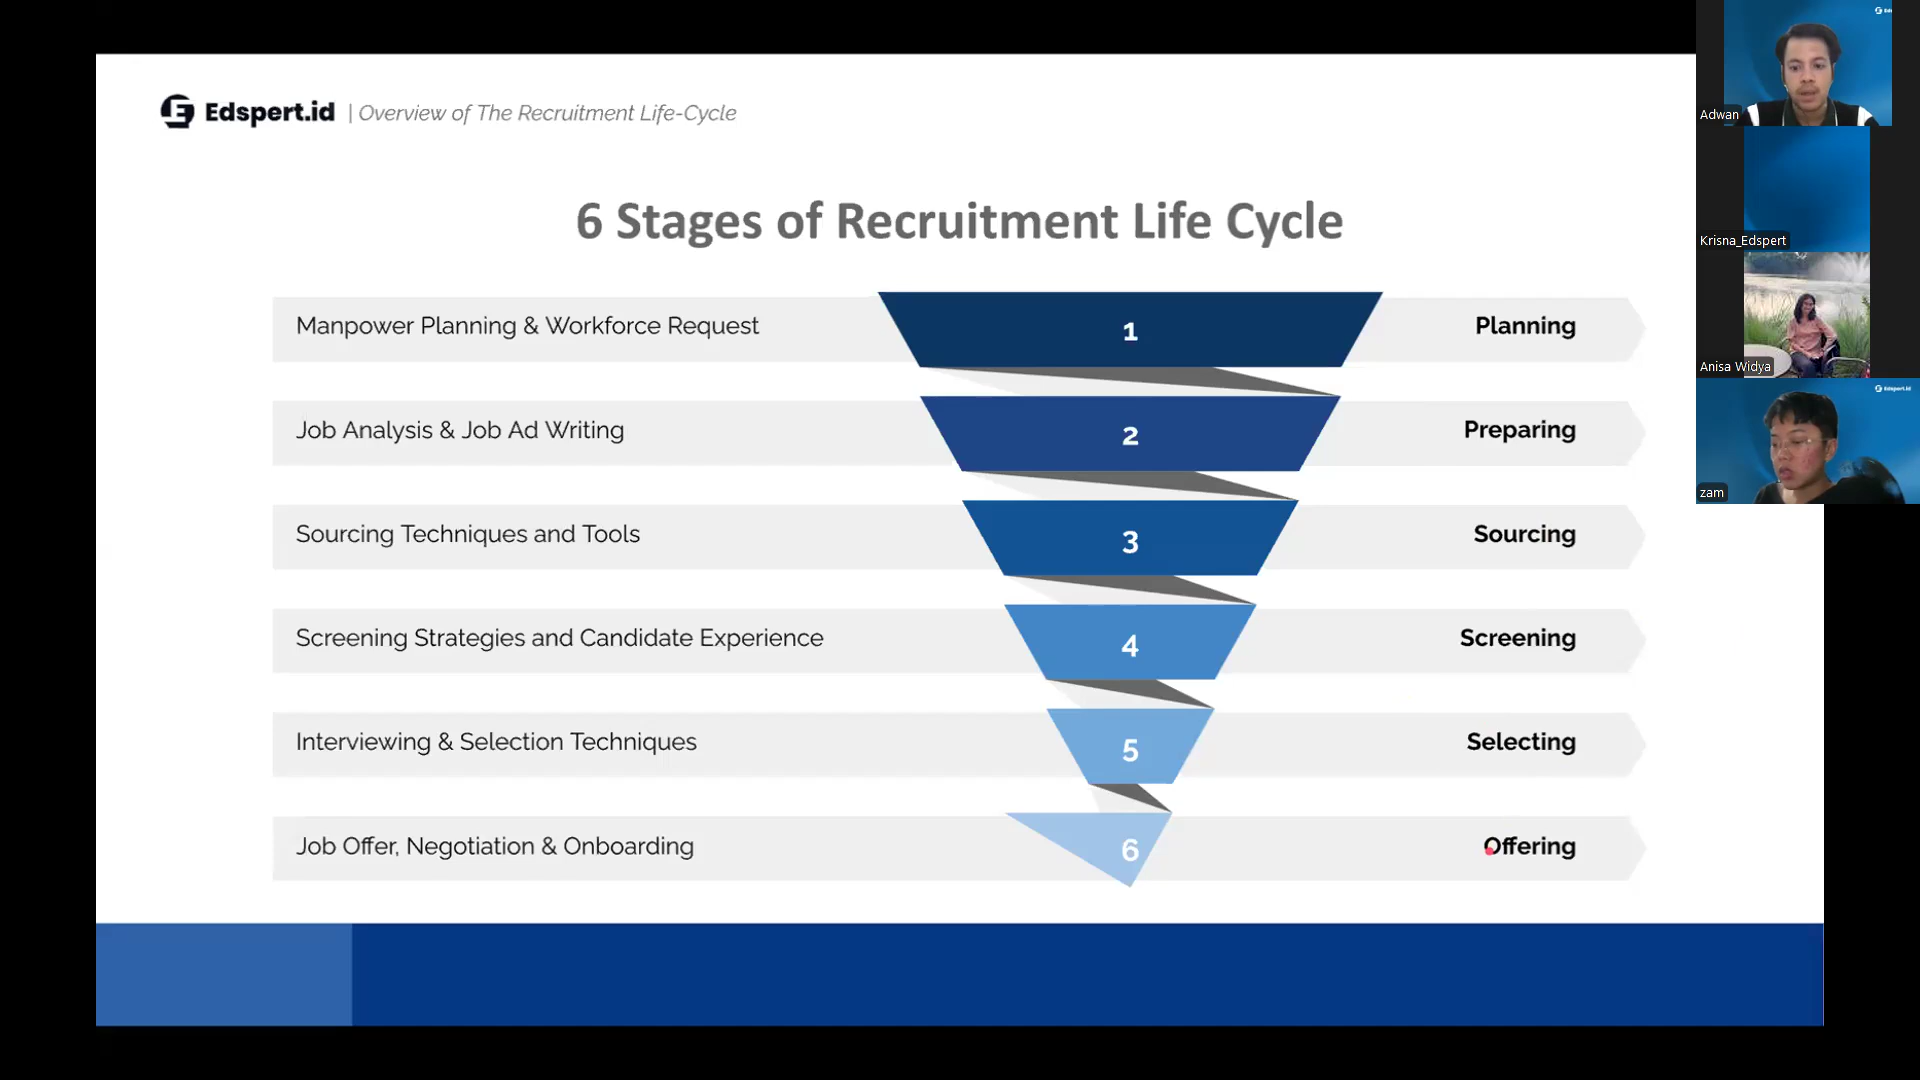 Edspert.id | Overview of The Recruitment Life-Cycle
6 Stages of Recruitment Life Cycle
Manpower Planning & Workforce Request 1 Planning
Job Analysis & Job Ad Writing 2 Preparing
Sourcing Techniques and Tools 3 Sourcing
Screening Strategies and Candidate Experience 4 Screening
Interviewing & Selection Techniques 5 Selecting
Job Offer, Negotiation & Onboarding 6 Offering
Adwan
Krisna_Edspert
Anisa Widya
Edspert.id
zam